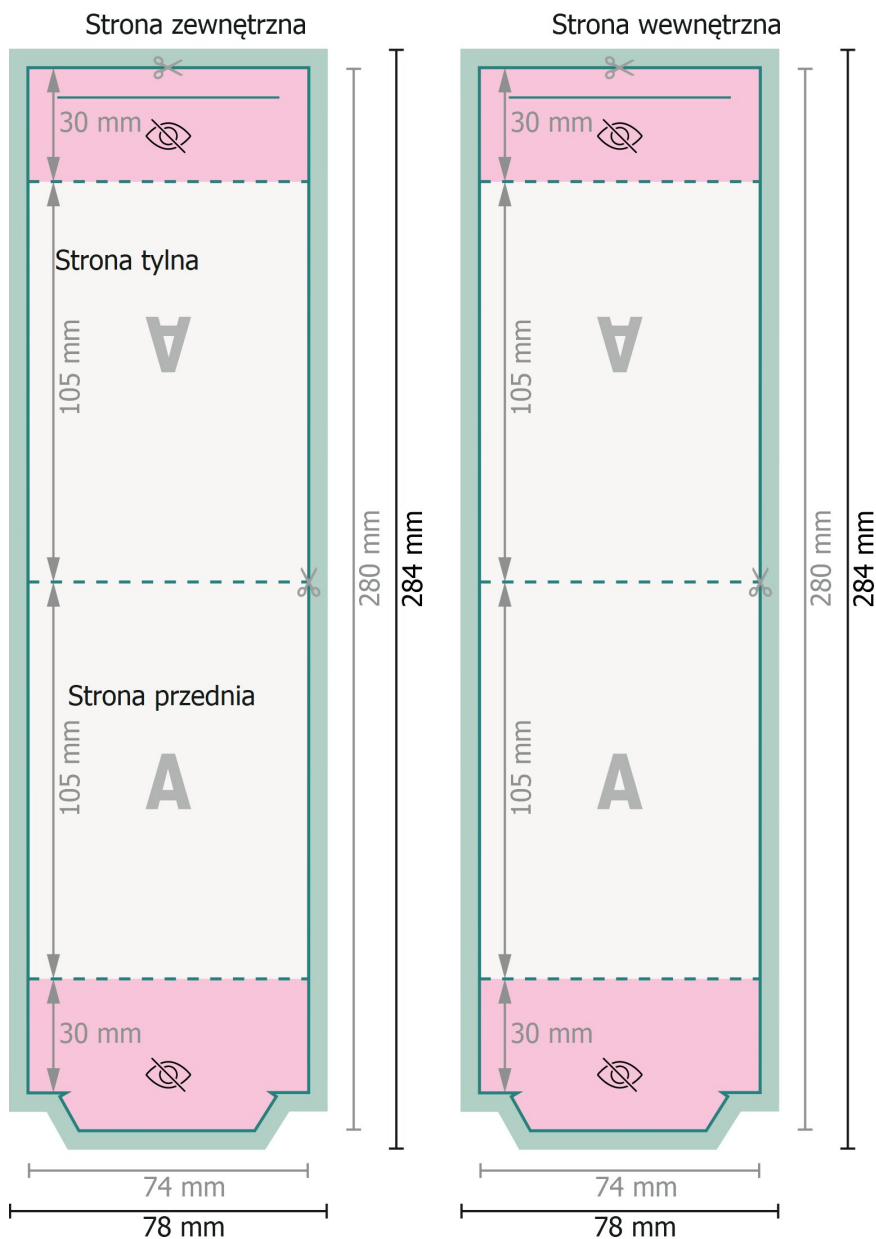 Strona zewnętrzna
30 mm
Strona tylna
A
105 mm
Strona przednia
A
105 mm
30 mm
280 mm
284 mm
74 mm
78 mm
Strona wewnętrzna
30 mm
A
105 mm
A
105 mm
30 mm
280 mm
284 mm
74 mm
78 mm